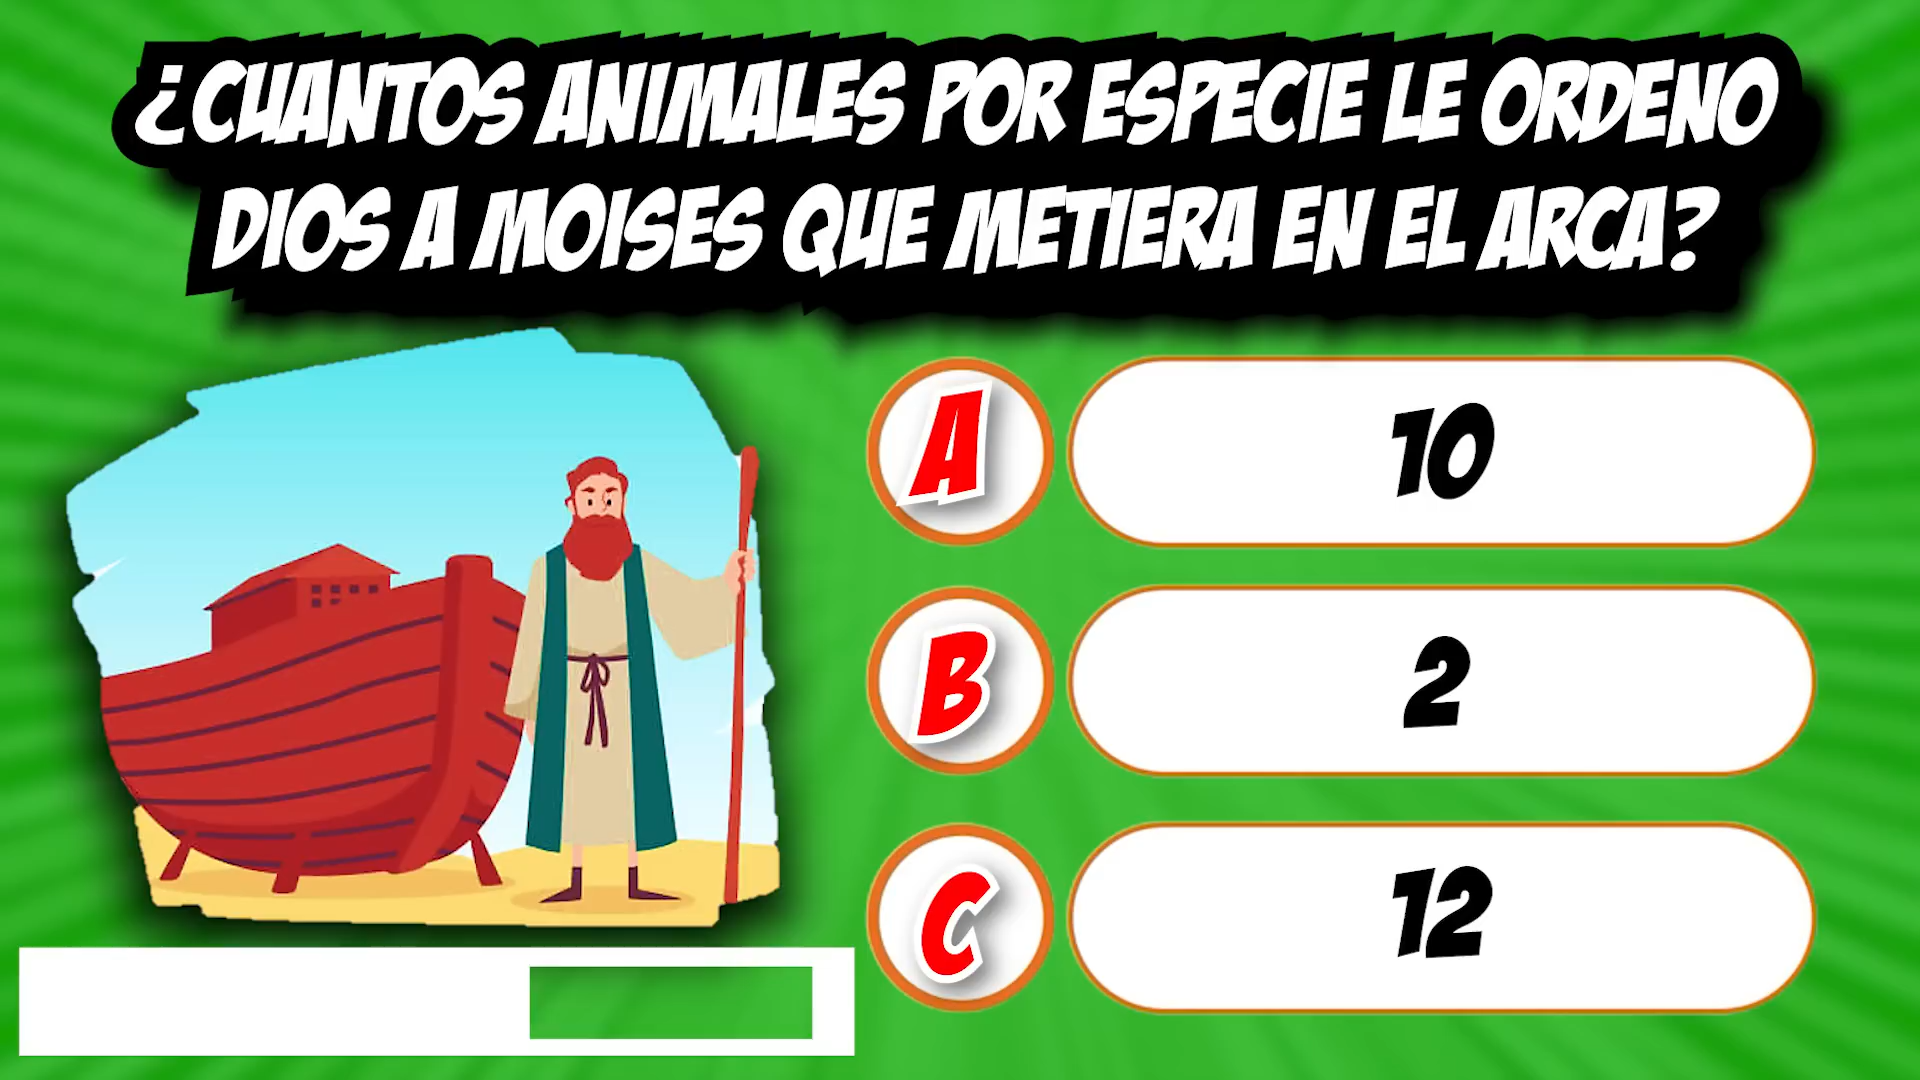 ¿CUANTOS ANIMALES POR ESPECIE LE ORDENO
DIOS A MOISES QUE METIERA EN EL ARCA?
A 10
B 2
C 12